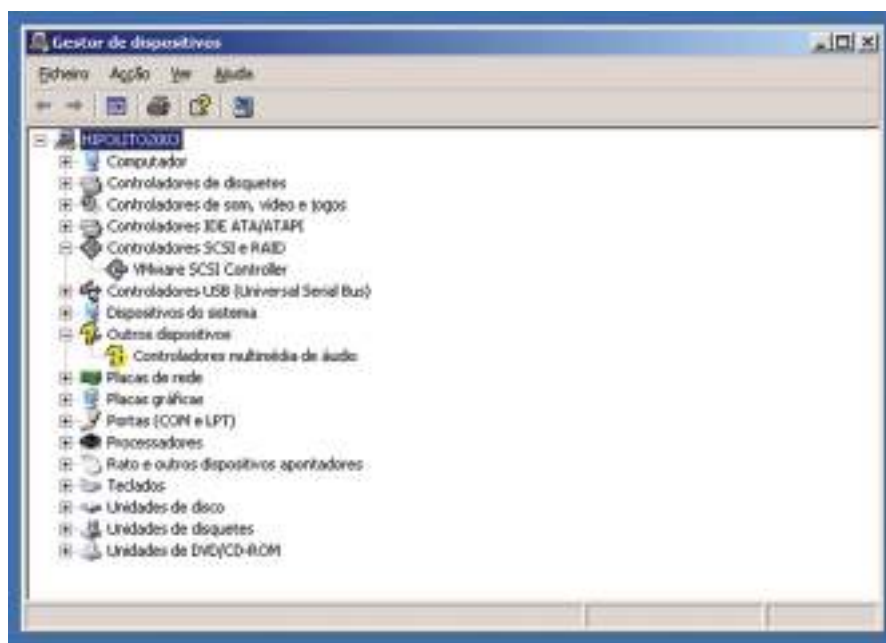 Gestor de dispositivos
Ficheiro Acção Ver Ajuda
HIPOLITO2003
Computador
Controladores de disquetes
Controladores de som, vídeo e jogos
Controladores IDE ATA/ATAPI
Controladores SCSI e RAID
VMware SCSI Controller
Controladores USB (Universal Serial Bus)
Dispositivos do sistema
Outros dispositivos
Controladores multimédia de áudio
Placas de rede
Placas gráficas
Portas (COM e LPT)
Processadores
Rato e outros dispositivos apontadores
Teclados
Unidades de disco
Unidades de disquetes
Unidades de DVD/CD-ROM